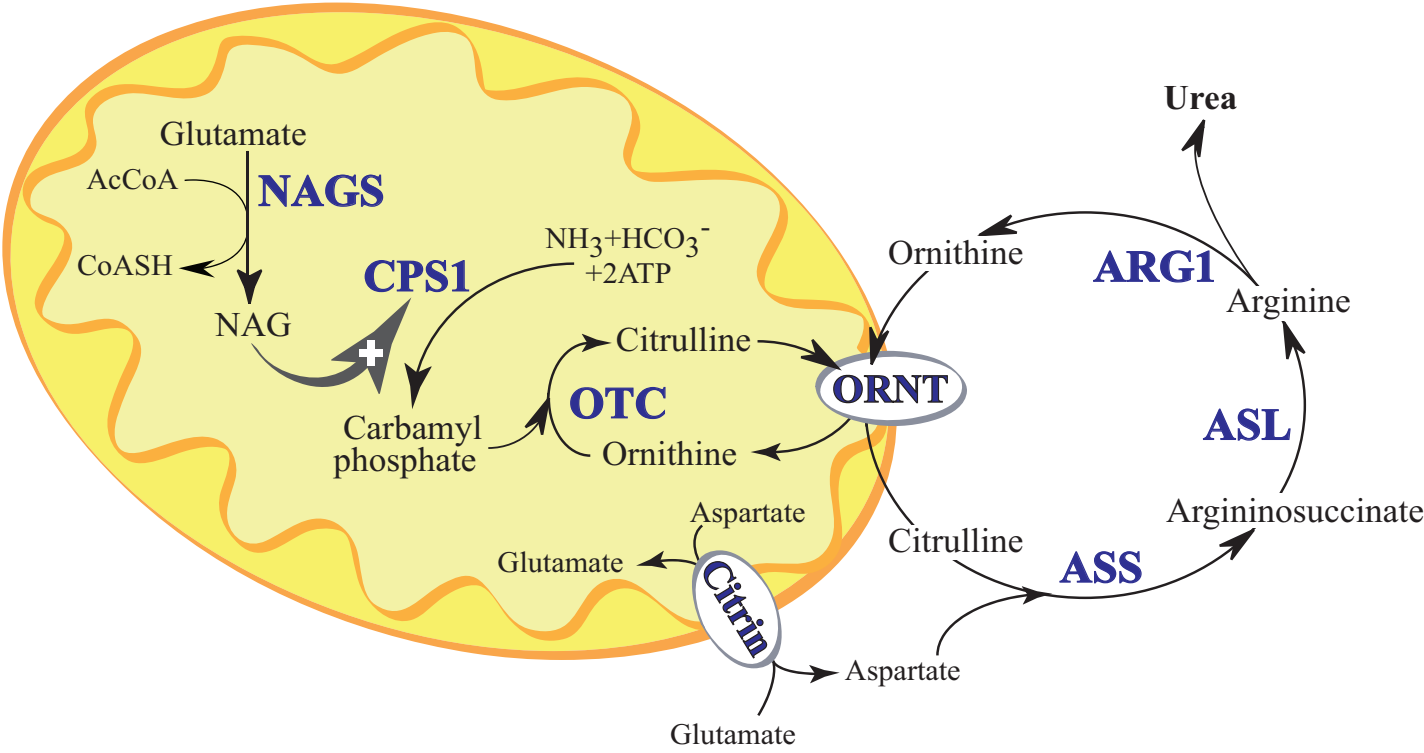 Urea
Glutamate
AcCoA
NAGS
CoASH
NAG
CPS1
NH₃+HCO₃⁻
+2ATP
Ornithine
ARG1
Arginine
Citrulline
ORNT
OTC
Carbamyl
phosphate
Ornithine
ASL
Aspartate
Glutamate
Citrin
Citrulline
ASS
Argininosuccinate
Aspartate
Glutamate